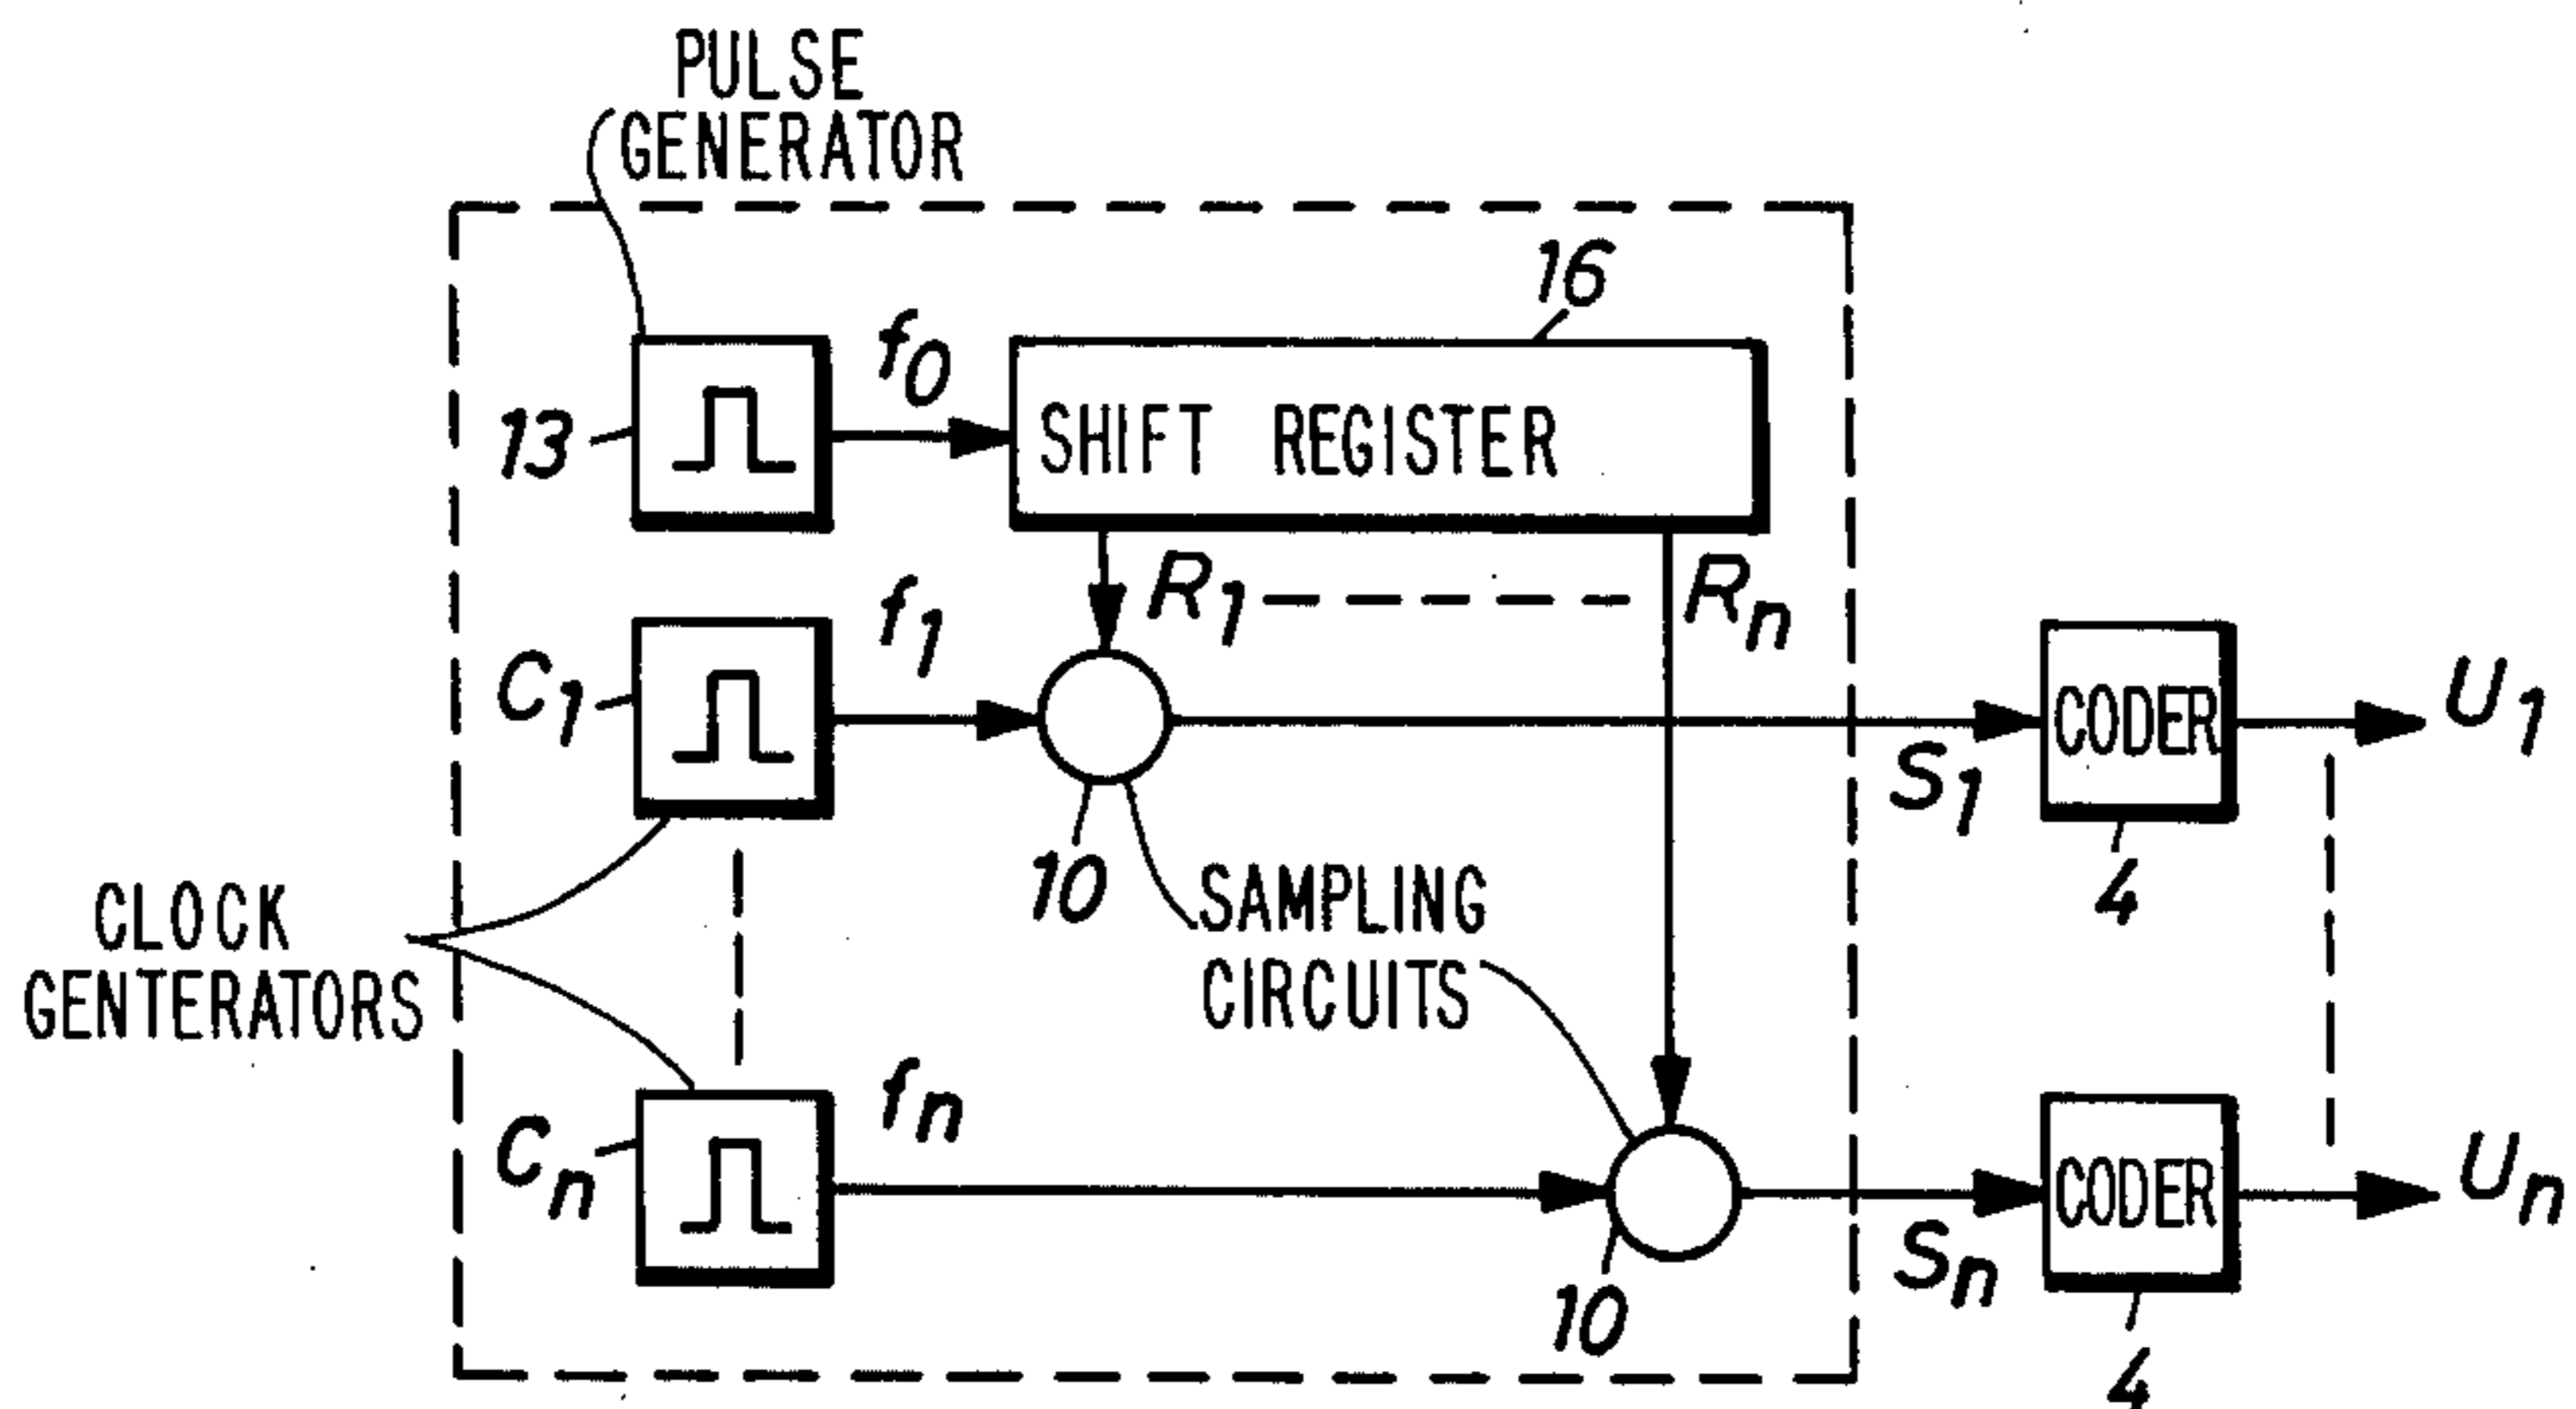 PULSE
GENERATOR
16
13
f0
SHIFT REGISTER
R1
Rn
C1
f1
CODER
U1
S1
10
4
CLOCK
GENTERATORS
SAMPLING
CIRCUITS
Cn
fn
CODER
Un
Sn
10
4